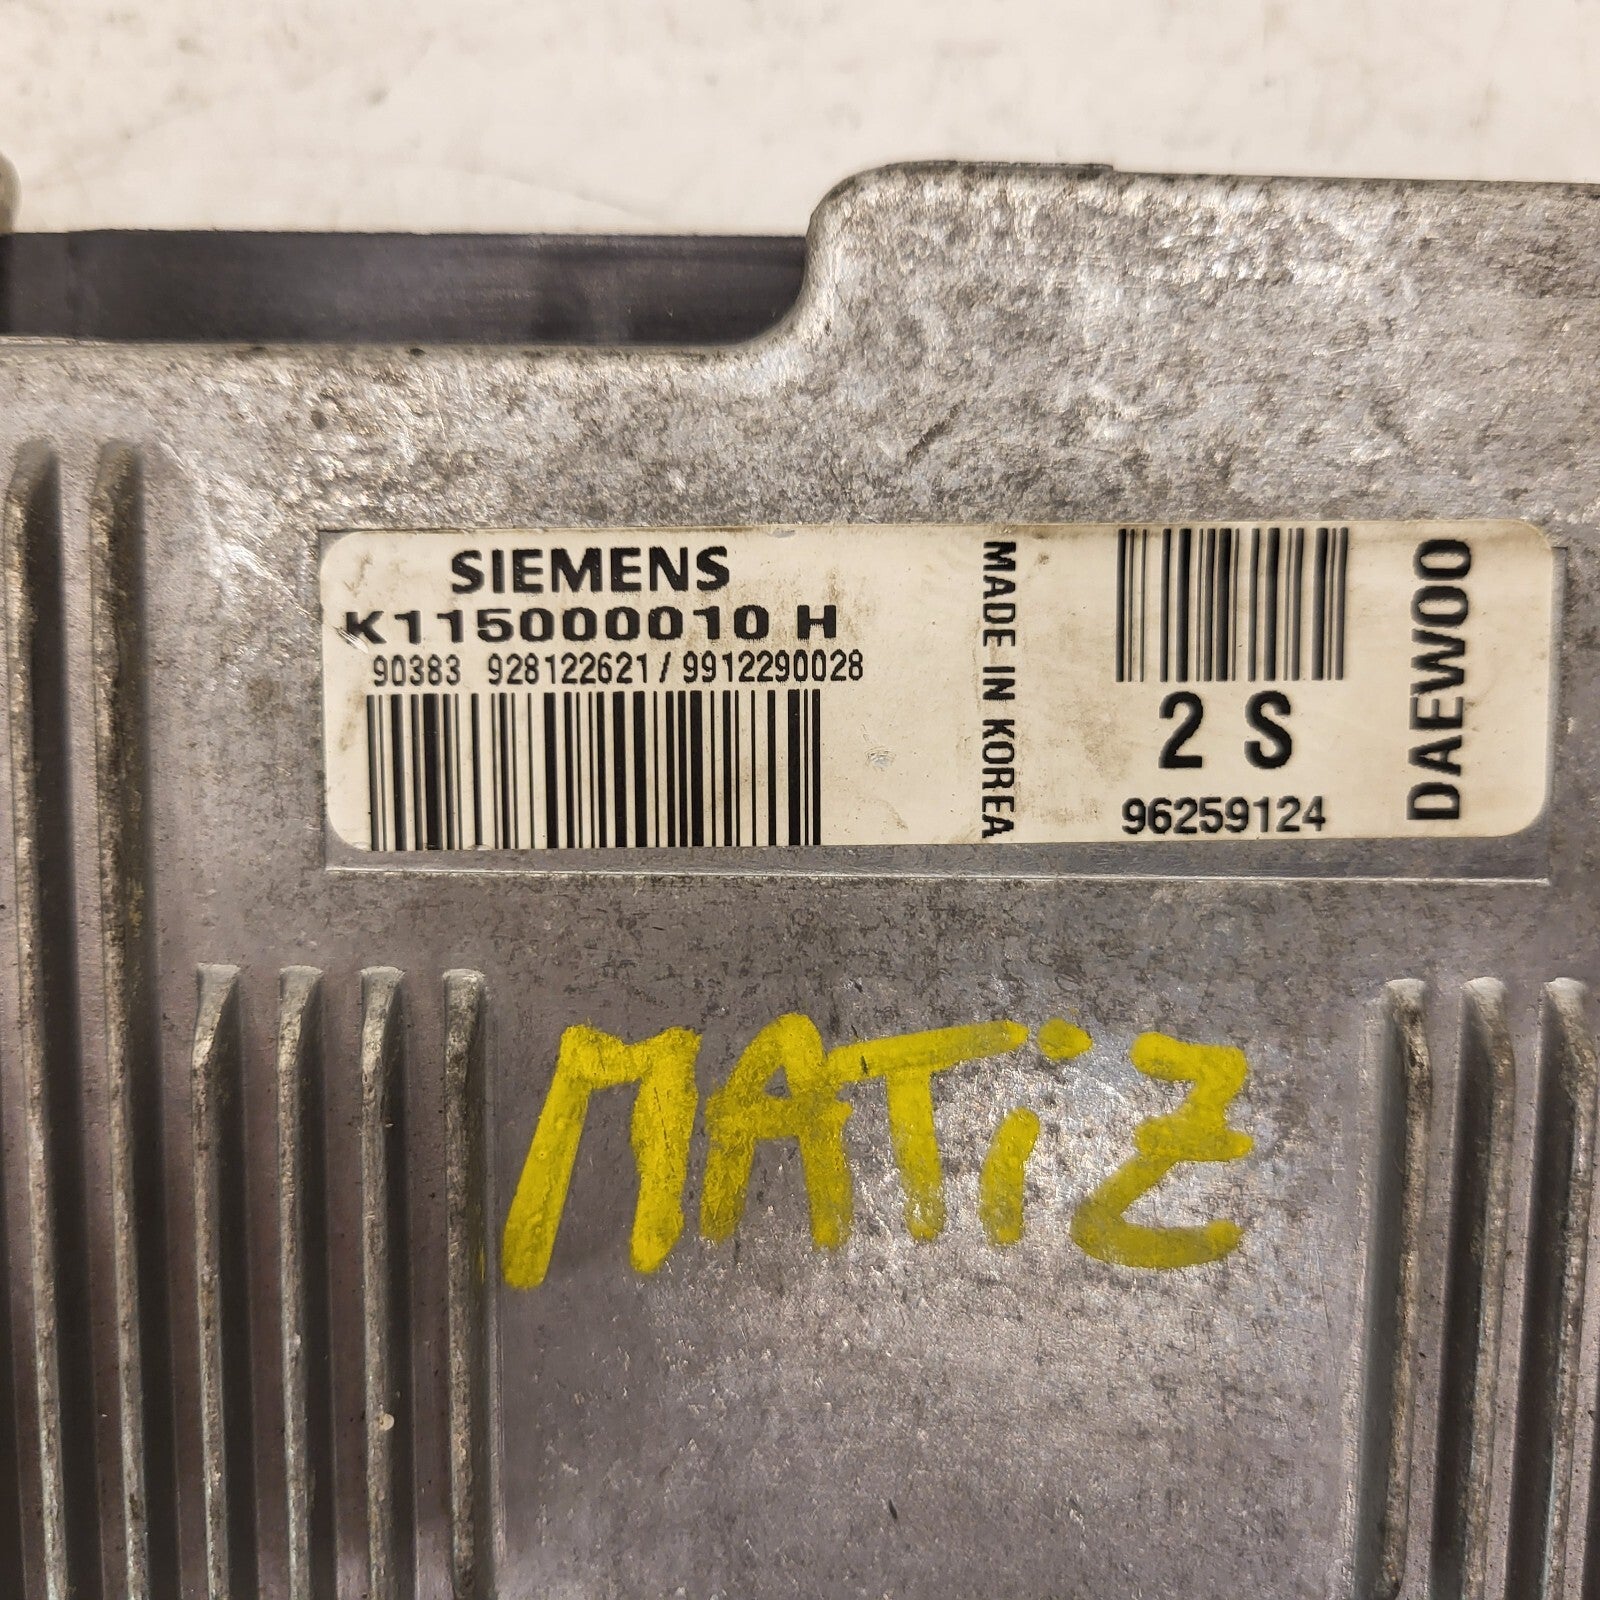 SIEMENS
K115000010 H
90383 928122621 / 9912290028
MADE IN KOREA
2 S
96259124
DAEWOO
MATiZ